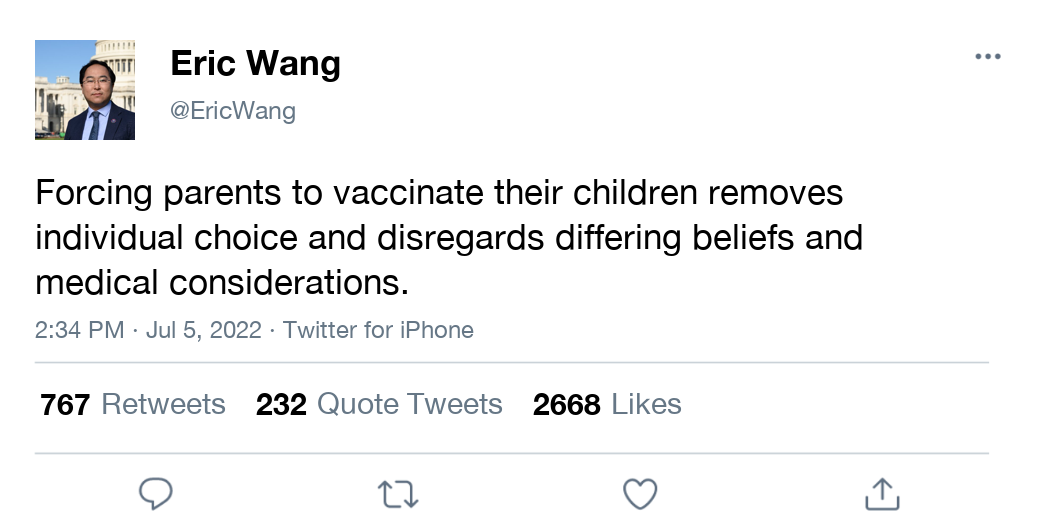 Eric Wang
@EricWang
Forcing parents to vaccinate their children removes
individual choice and disregards differing beliefs and
medical considerations.
2:34 PM · Jul 5, 2022 · Twitter for iPhone
767 Retweets 232 Quote Tweets 2668 Likes